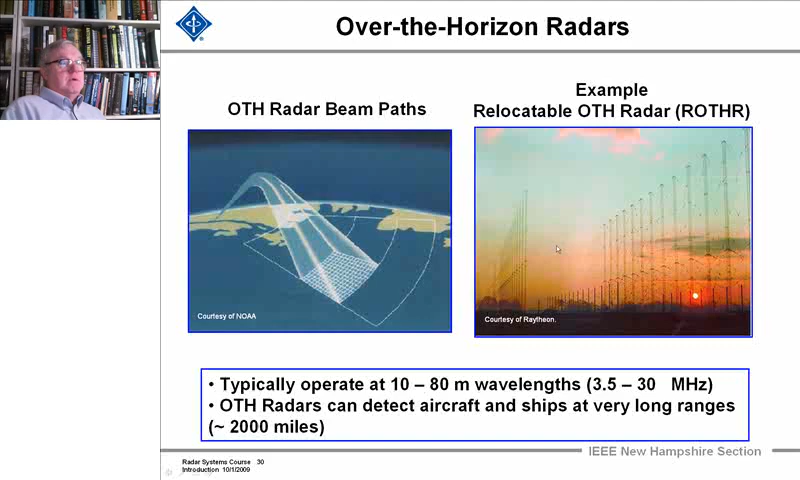 Over-the-Horizon Radars
OTH Radar Beam Paths
Example
Relocatable OTH Radar (ROTHR)
Courtesy of NOAA
Courtesy of Raytheon.
• Typically operate at 10 – 80 m wavelengths (3.5 – 30 MHz)
• OTH Radars can detect aircraft and ships at very long ranges
(~ 2000 miles)
IEEE New Hampshire Section
Radar Systems Course 30
Introduction 10/1/2009